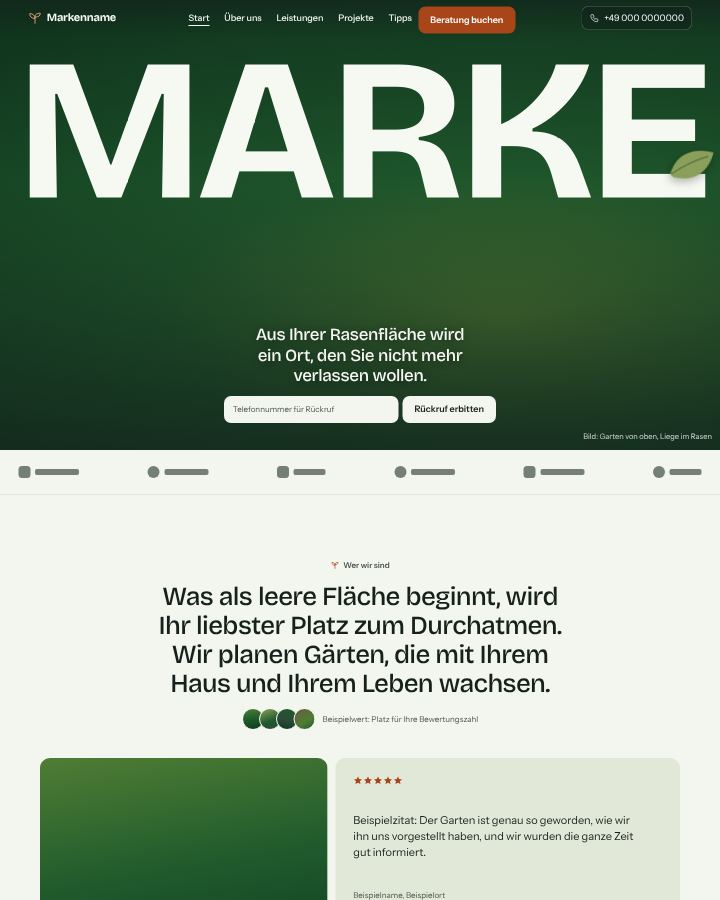 Markenname
Start
Über uns
Leistungen
Projekte
Tipps
Beratung buchen
+49 000 0000000
MARKE
Aus Ihrer Rasenfläche wird
ein Ort, den Sie nicht mehr
verlassen wollen.
Telefonnummer für Rückruf
Rückruf erbitten
Bild: Garten von oben, Liege im Rasen
Wer wir sind
Was als leere Fläche beginnt, wird
Ihr liebster Platz zum Durchatmen.
Wir planen Gärten, die mit Ihrem
Haus und Ihrem Leben wachsen.
Beispielwert: Platz für Ihre Bewertungszahl
Beispielzitat: Der Garten ist genau so geworden, wie wir
ihn uns vorgestellt haben, und wir wurden die ganze Zeit
gut informiert.
Beispielname, Beispielort